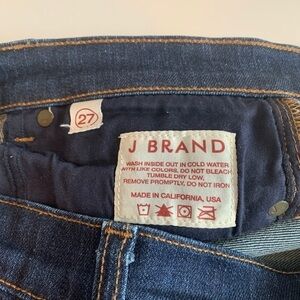 27
J BRAND
WASH INSIDE OUT IN COLD WATER
WITH LIKE COLORS, DO NOT BLEACH
TUMBLE DRY LOW,
REMOVE PROMPTLY, DO NOT IRON
MADE IN CALIFORNIA, USA